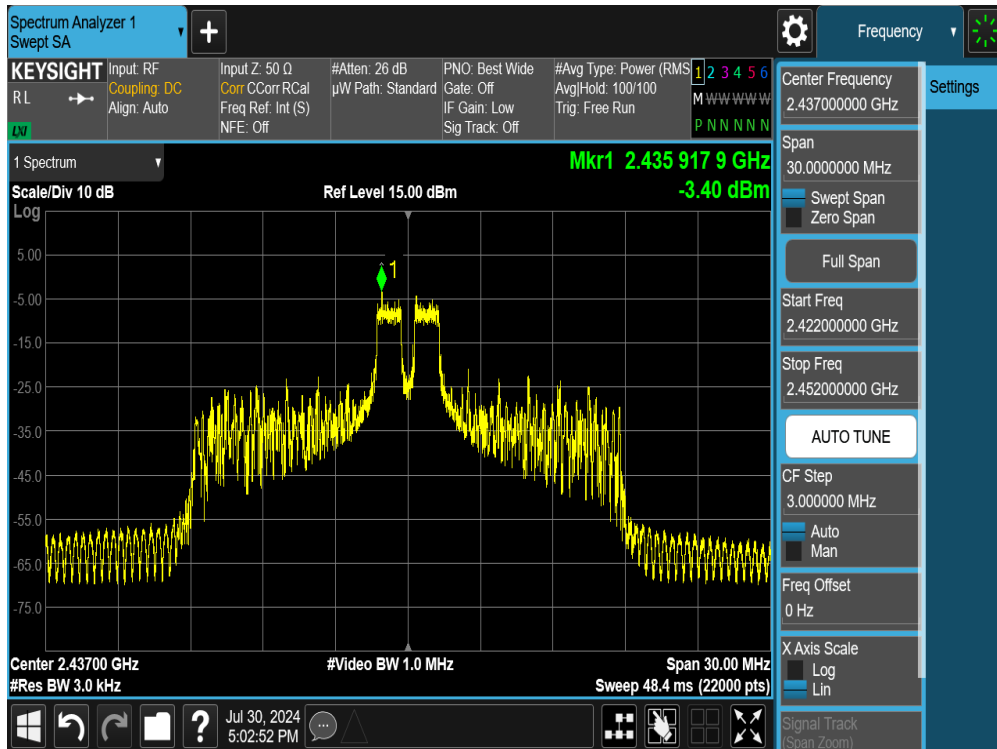 Spectrum Analyzer 1
Swept SA
+
Frequency
KEYSIGHT
R L
LXI
Input: RF
Coupling: DC
Align: Auto
Input Z: 50 Ω
Corr CCorr RCal
Freq Ref: Int (S)
NFE: Off
#Atten: 26 dB
µW Path: Standard
PNO: Best Wide
Gate: Off
IF Gain: Low
Sig Track: Off
#Avg Type: Power (RMS
Avg|Hold: 100/100
Trig: Free Run
1 2 3 4 5 6
M W W W W W
P N N N N N
1 Spectrum
Mkr1 2.435 917 9 GHz
-3.40 dBm
Scale/Div 10 dB
Ref Level 15.00 dBm
Log
1
5.00
-5.00
-15.0
-25.0
-35.0
-45.0
-55.0
-65.0
-75.0
Center 2.43700 GHz
#Video BW 1.0 MHz
Span 30.00 MHz
#Res BW 3.0 kHz
Sweep 48.4 ms (22000 pts)
Center Frequency
2.437000000 GHz
Settings
Span
30.0000000 MHz
Swept Span
Zero Span
Full Span
Start Freq
2.422000000 GHz
Stop Freq
2.452000000 GHz
AUTO TUNE
CF Step
3.000000 MHz
Auto
Man
Freq Offset
0 Hz
X Axis Scale
Log
Lin
Signal Track
(Span Zoom)
?
Jul 30, 2024
5:02:52 PM